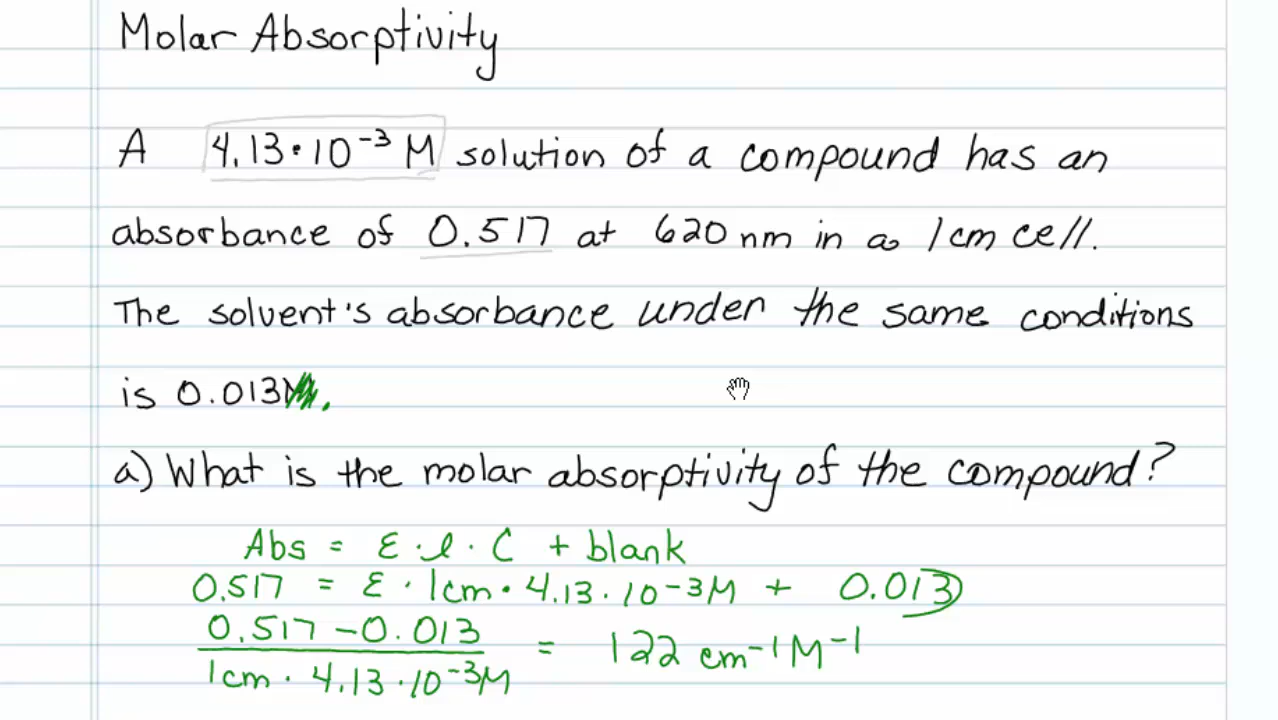 Molar Absorptivity
A 4.13·10⁻³ M solution of a compound has an
absorbance of 0.517 at 620 nm in a 1cm cell.
The solvent's absorbance under the same conditions
is 0.013.
a) What is the molar absorptivity of the compound?
Abs = ε·l·C + blank
0.517 = ε·1cm·4.13·10⁻³M + 0.013
0.517 - 0.013
= 122 cm⁻¹M⁻¹
1cm·4.13·10⁻³M